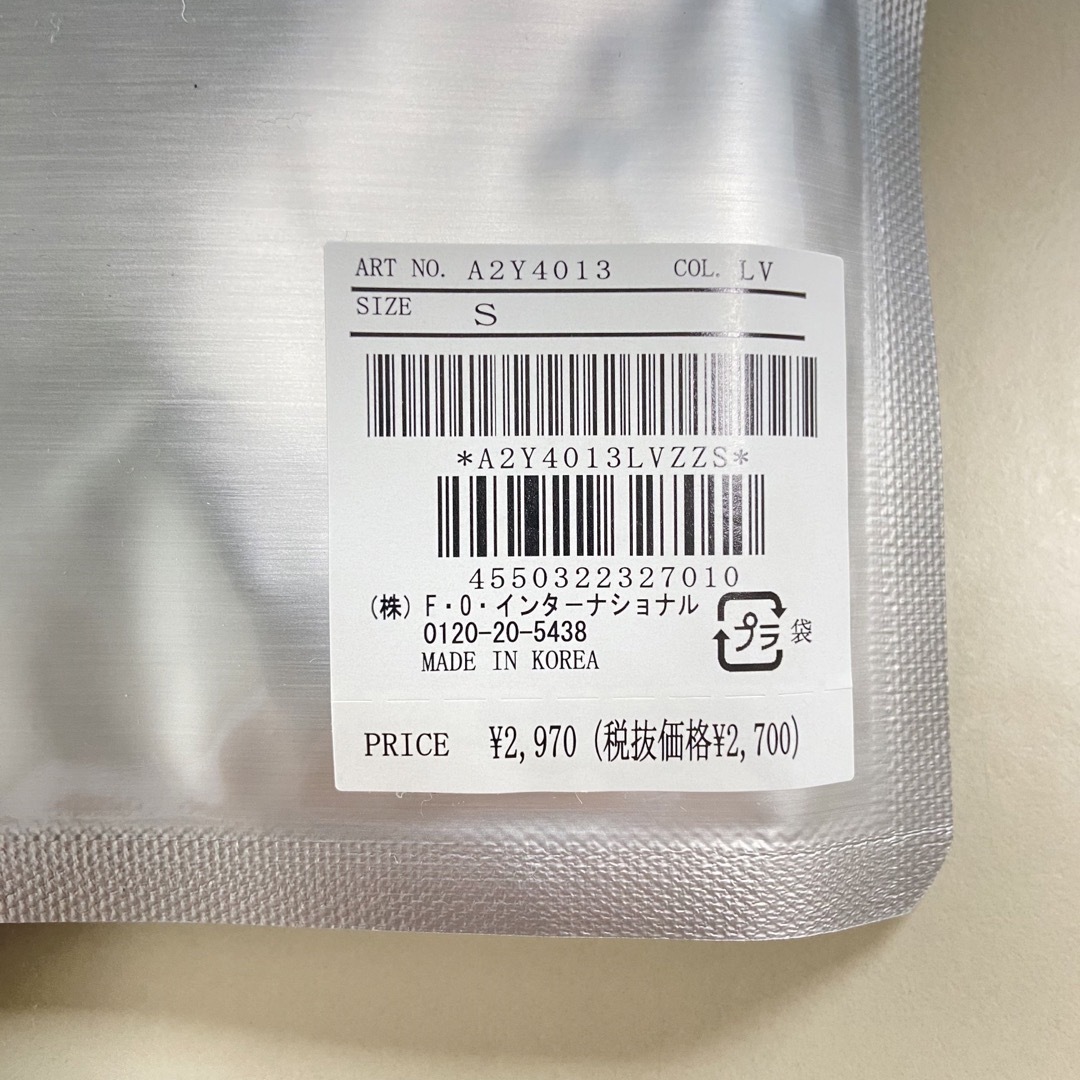 ART NO. A2Y4013 COL. LV
SIZE S
*A2Y4013LVZZS*
4550322327010
(株) F・O・インターナショナル
0120-20-5438
プラ 袋
MADE IN KOREA
PRICE ¥2,970 (税抜価格¥2,700)